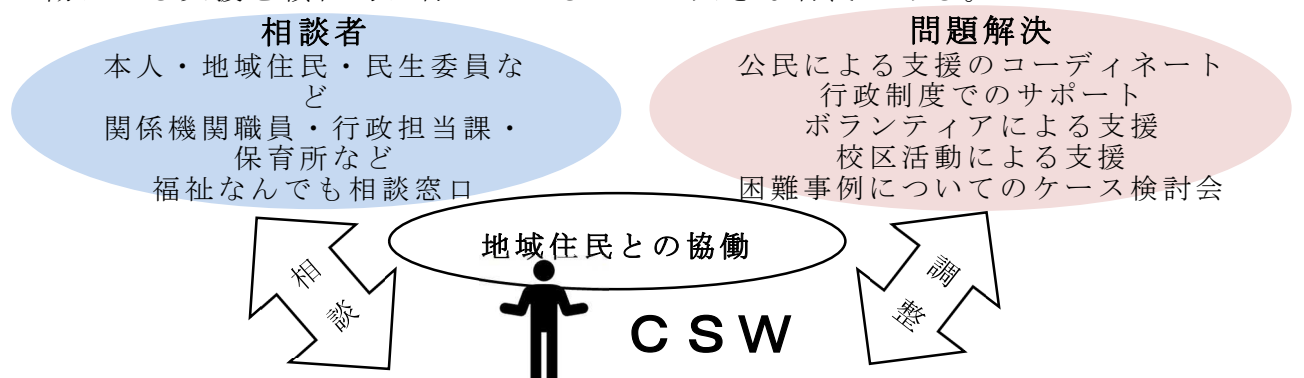 相談者
本人・地域住民・民生委員な
ど
関係機関職員・行政担当課・
保育所など
福祉なんでも相談窓口
問題解決
公民による支援のコーディネート
行政制度でのサポート
ボランティアによる支援
校区活動による支援
困難事例についてのケース検討会
地域住民との協働
相談
調整
ＣＳＷ